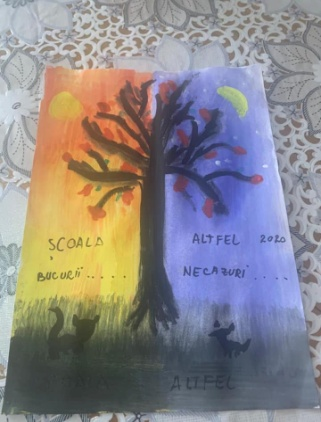 ȘCOALA ALTFEL 2020
BUCURII.... NECAZURI....
ALTFEL